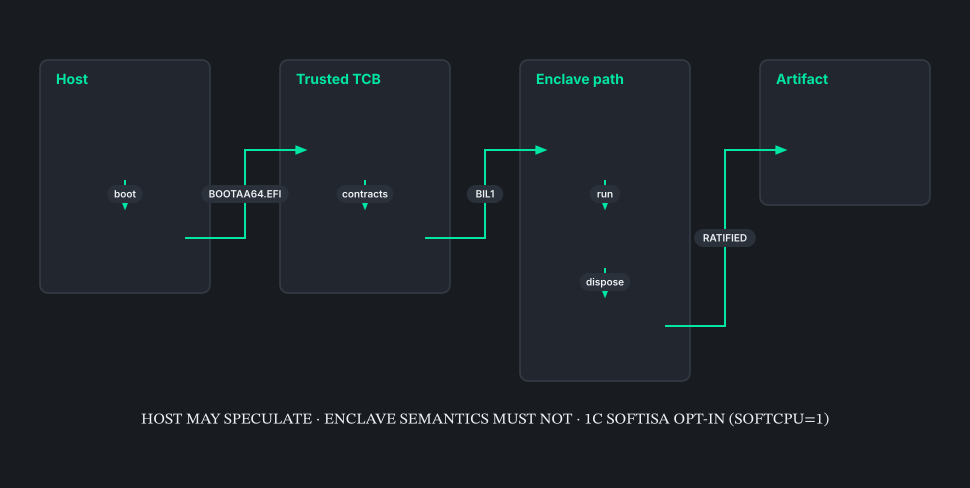 Host
Trusted TCB
Enclave path
Artifact
boot
BOOTAA64.EFI
contracts
BIL1
run
RATIFIED
dispose
HOST MAY SPECULATE · ENCLAVE SEMANTICS MUST NOT · 1C SOFTISA OPT-IN (SOFTCPU=1)